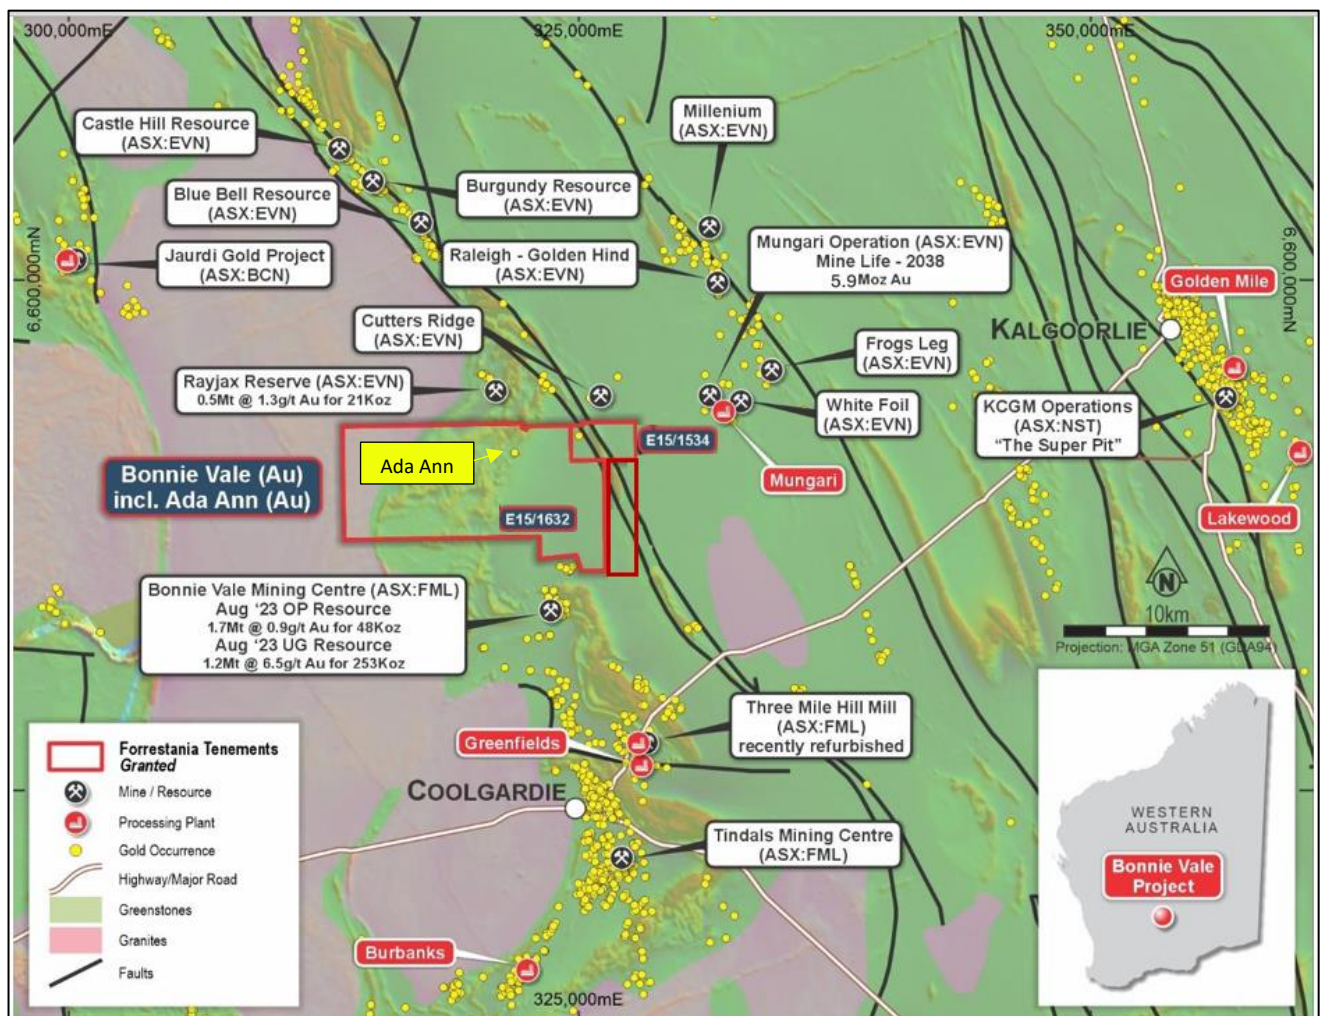 300,000mE
325,000mE
350,000mE
Castle Hill Resource
(ASX:EVN)
Millenium
(ASX:EVN)
Blue Bell Resource
(ASX:EVN)
Burgundy Resource
(ASX:EVN)
Jaurdi Gold Project
(ASX:BCN)
Raleigh - Golden Hind
(ASX:EVN)
Mungari Operation (ASX:EVN)
Mine Life - 2038
5.9Moz Au
6,600,000mN
6,600,000mN
Golden Mile
Cutters Ridge
(ASX:EVN)
KALGOORLIE
Frogs Leg
(ASX:EVN)
Rayjax Reserve (ASX:EVN)
0.5Mt @ 1.3g/t Au for 21Koz
White Foil
(ASX:EVN)
KCGM Operations
(ASX:NST)
“The Super Pit”
E15/1534
Ada Ann
Bonnie Vale (Au)
incl. Ada Ann (Au)
Mungari
E15/1632
Lakewood
Bonnie Vale Mining Centre (ASX:FML)
Aug ‘23 OP Resource
1.7Mt @ 0.9g/t Au for 48Koz
Aug ‘23 UG Resource
1.2Mt @ 6.5g/t Au for 253Koz
N
10km
Projection: MGA Zone 51 (GDA94)
Three Mile Hill Mill
(ASX:FML)
recently refurbished
Greenfields
COOLGARDIE
Tindals Mining Centre
(ASX:FML)
Burbanks
325,000mE
Forrestania Tenements
Granted
Mine / Resource
Processing Plant
Gold Occurrence
Highway/Major Road
Greenstones
Granites
Faults
WESTERN
AUSTRALIA
Bonnie Vale
Project